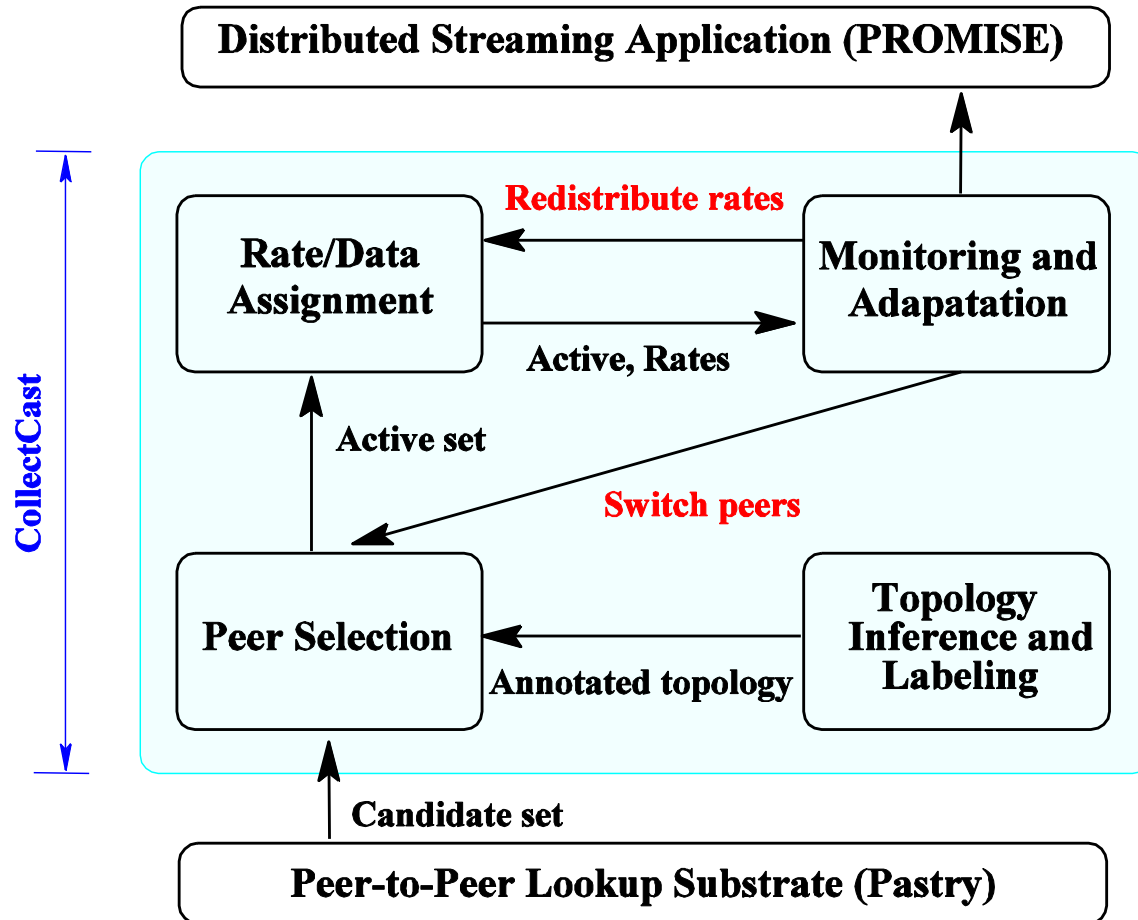 Distributed Streaming Application (PROMISE)
Redistribute rates
Rate/Data
Assignment
Monitoring and
Adapatation
Active, Rates
CollectCast
Active set
Switch peers
Peer Selection
Topology
Inference and
Labeling
Annotated topology
Candidate set
Peer-to-Peer Lookup Substrate (Pastry)